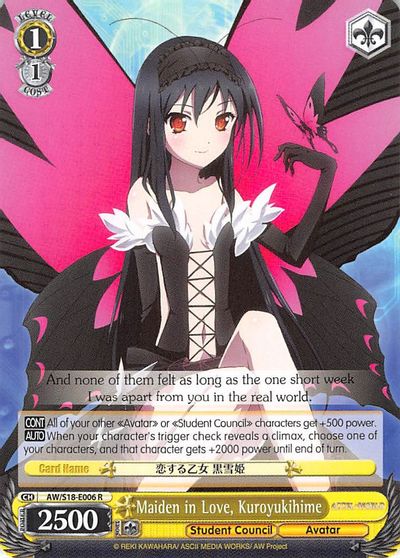 LEVEL
1
1
COST
And none of them felt as long as the one short week
I was apart from you in the real world.
CONT All of your other «Avatar» or «Student Council» characters get +500 power.
AUTO When your character's trigger check reveals a climax, choose one of
your characters, and that character gets +2000 power until end of turn.
Card Name 恋する乙女 黒雪姫
CH AW/S18-E006 R
Maiden in Love, Kuroyukihime
POWER 2500 SOUL
Student Council Avatar
© REKI KAWAHARA/ ASCII MEDIA WORKS/ AW Project